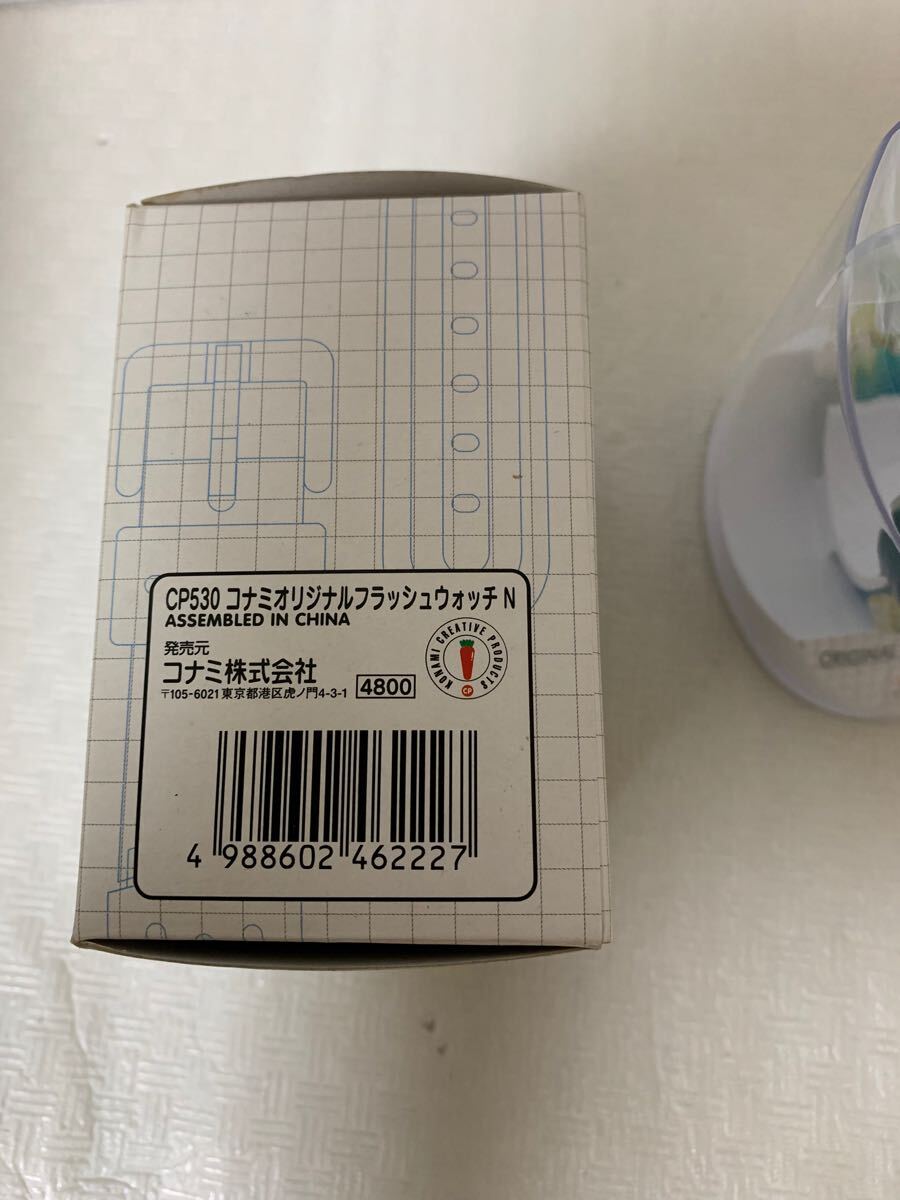 CP530 コナミオリジナルフラッシュウォッチ N
ASSEMBLED IN CHINA
発売元
コナミ株式会社
〒105-6021 東京都港区虎ノ門4-3-1
4800
KONAMI CREATIVE PRODUCTS
CP
4 988602 462227